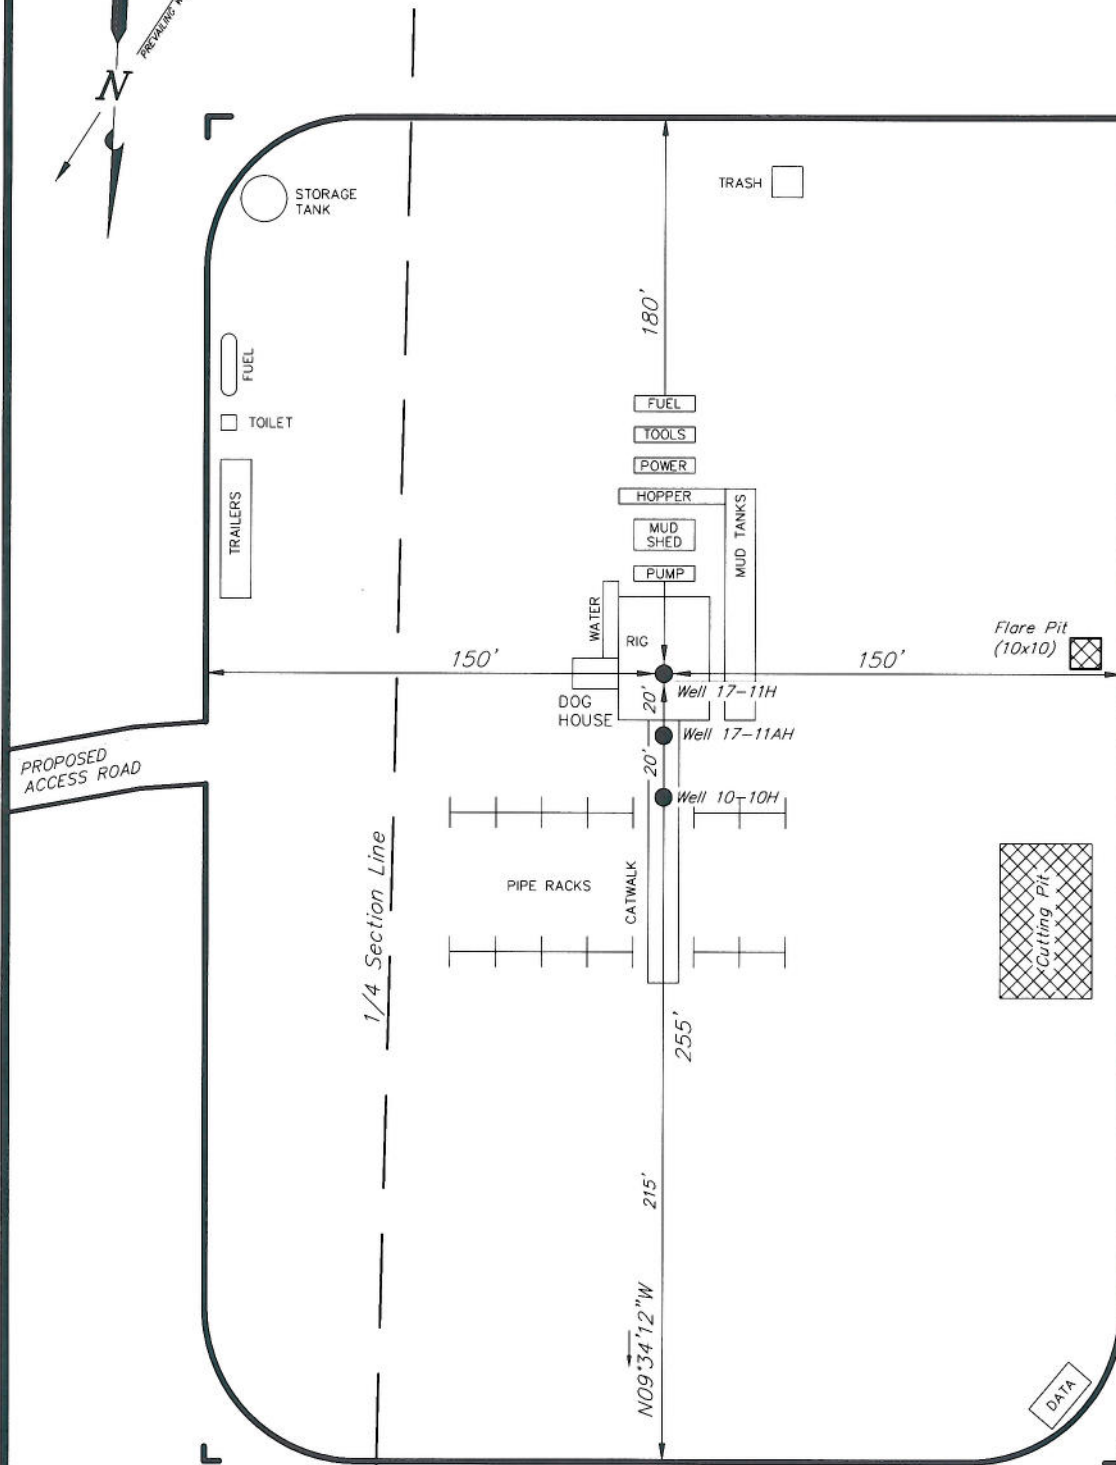 PREVAILING
N
STORAGE
TANK
TRASH
180'
FUEL
TOILET
TRAILERS
FUEL
TOOLS
POWER
HOPPER
MUD
SHED
PUMP
MUD TANKS
WATER
RIG
Flare Pit
(10x10)
150'
150'
DOG
HOUSE
20'
Well 17-11H
20'
Well 17-11AH
Well 10-10H
PROPOSED
ACCESS ROAD
1/4 Section Line
PIPE RACKS
CATWALK
Cutting Pit
255'
215'
N09°34'12"W
DATA